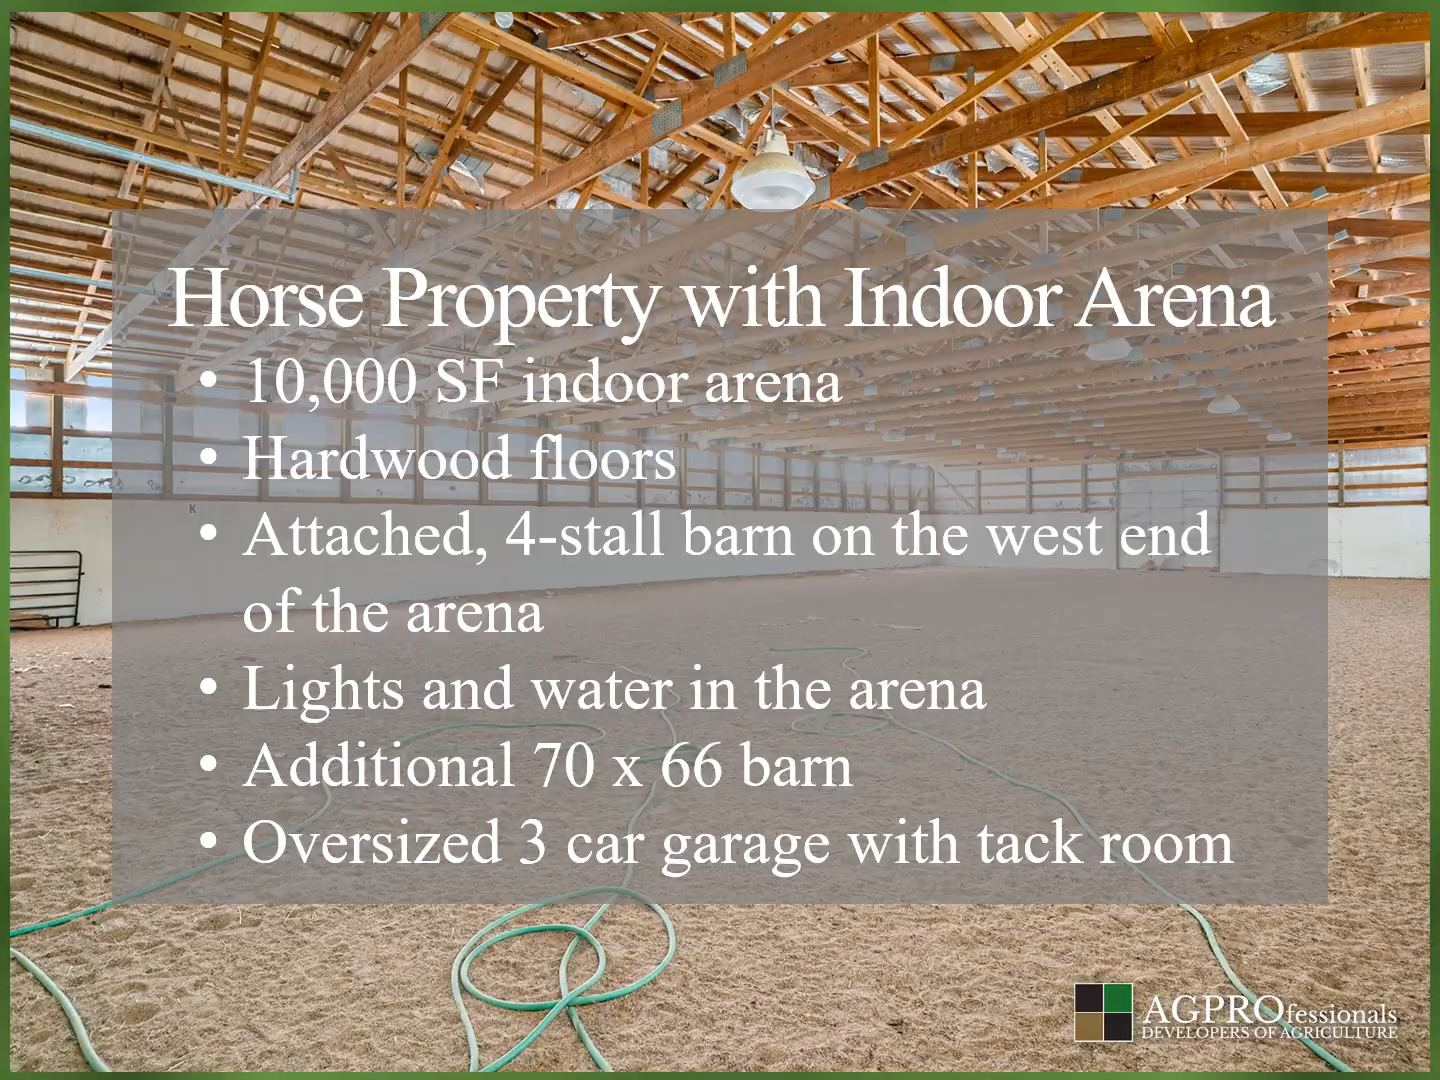 Horse Property with Indoor Arena
• 10,000 SF indoor arena
• Hardwood floors
• Attached, 4-stall barn on the west end
of the arena
• Lights and water in the arena
• Additional 70 x 66 barn
• Oversized 3 car garage with tack room
K
AGPROfessionals
DEVELOPERS OF AGRICULTURE